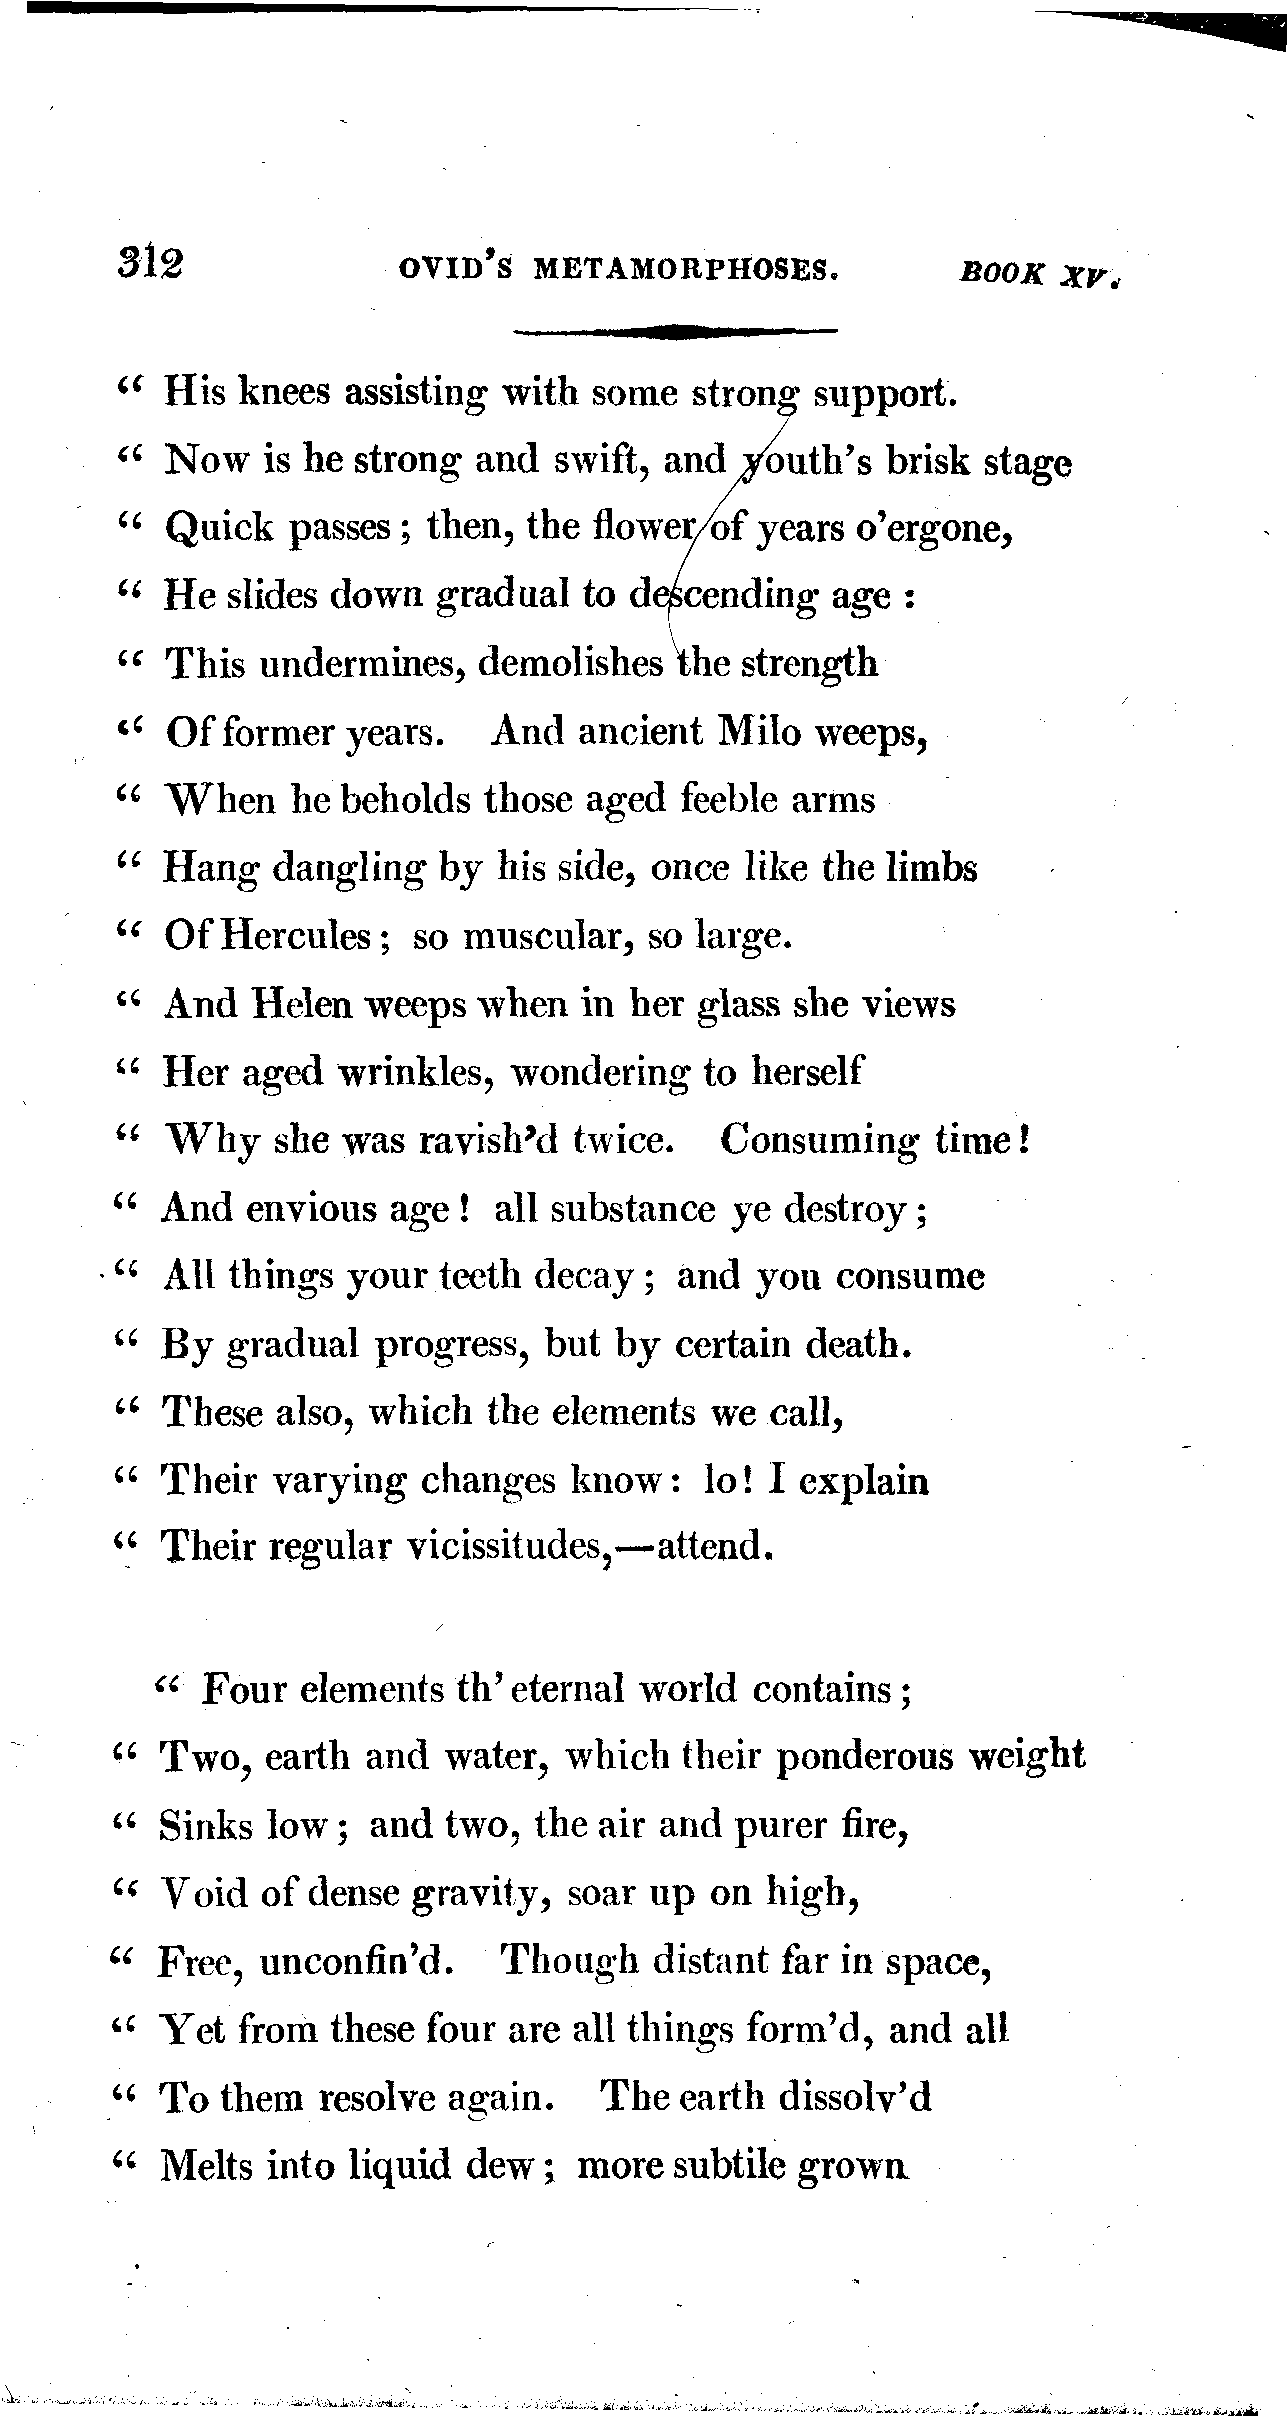 312 OVID'S METAMORPHOSES. BOOK XV.
“ His knees assisting with some strong support.
“ Now is he strong and swift, and youth's brisk stage
“ Quick passes ; then, the flower of years o'ergone,
“ He slides down gradual to descending age :
“ This undermines, demolishes the strength
“ Of former years. And ancient Milo weeps,
“ When he beholds those aged feeble arms
“ Hang dangling by his side, once like the limbs
“ Of Hercules ; so muscular, so large.
“ And Helen weeps when in her glass she views
“ Her aged wrinkles, wondering to herself
“ Why she was ravish'd twice. Consuming time !
“ And envious age ! all substance ye destroy ;
“ All things your teeth decay ; and you consume
“ By gradual progress, but by certain death.
“ These also, which the elements we call,
“ Their varying changes know : lo ! I explain
“ Their regular vicissitudes,—attend.
“ Four elements th' eternal world contains ;
“ Two, earth and water, which their ponderous weight
“ Sinks low ; and two, the air and purer fire,
“ Void of dense gravity, soar up on high,
“ Free, unconfin'd. Though distant far in space,
“ Yet from these four are all things form'd, and all
“ To them resolve again. The earth dissolv'd
“ Melts into liquid dew ; more subtile grown